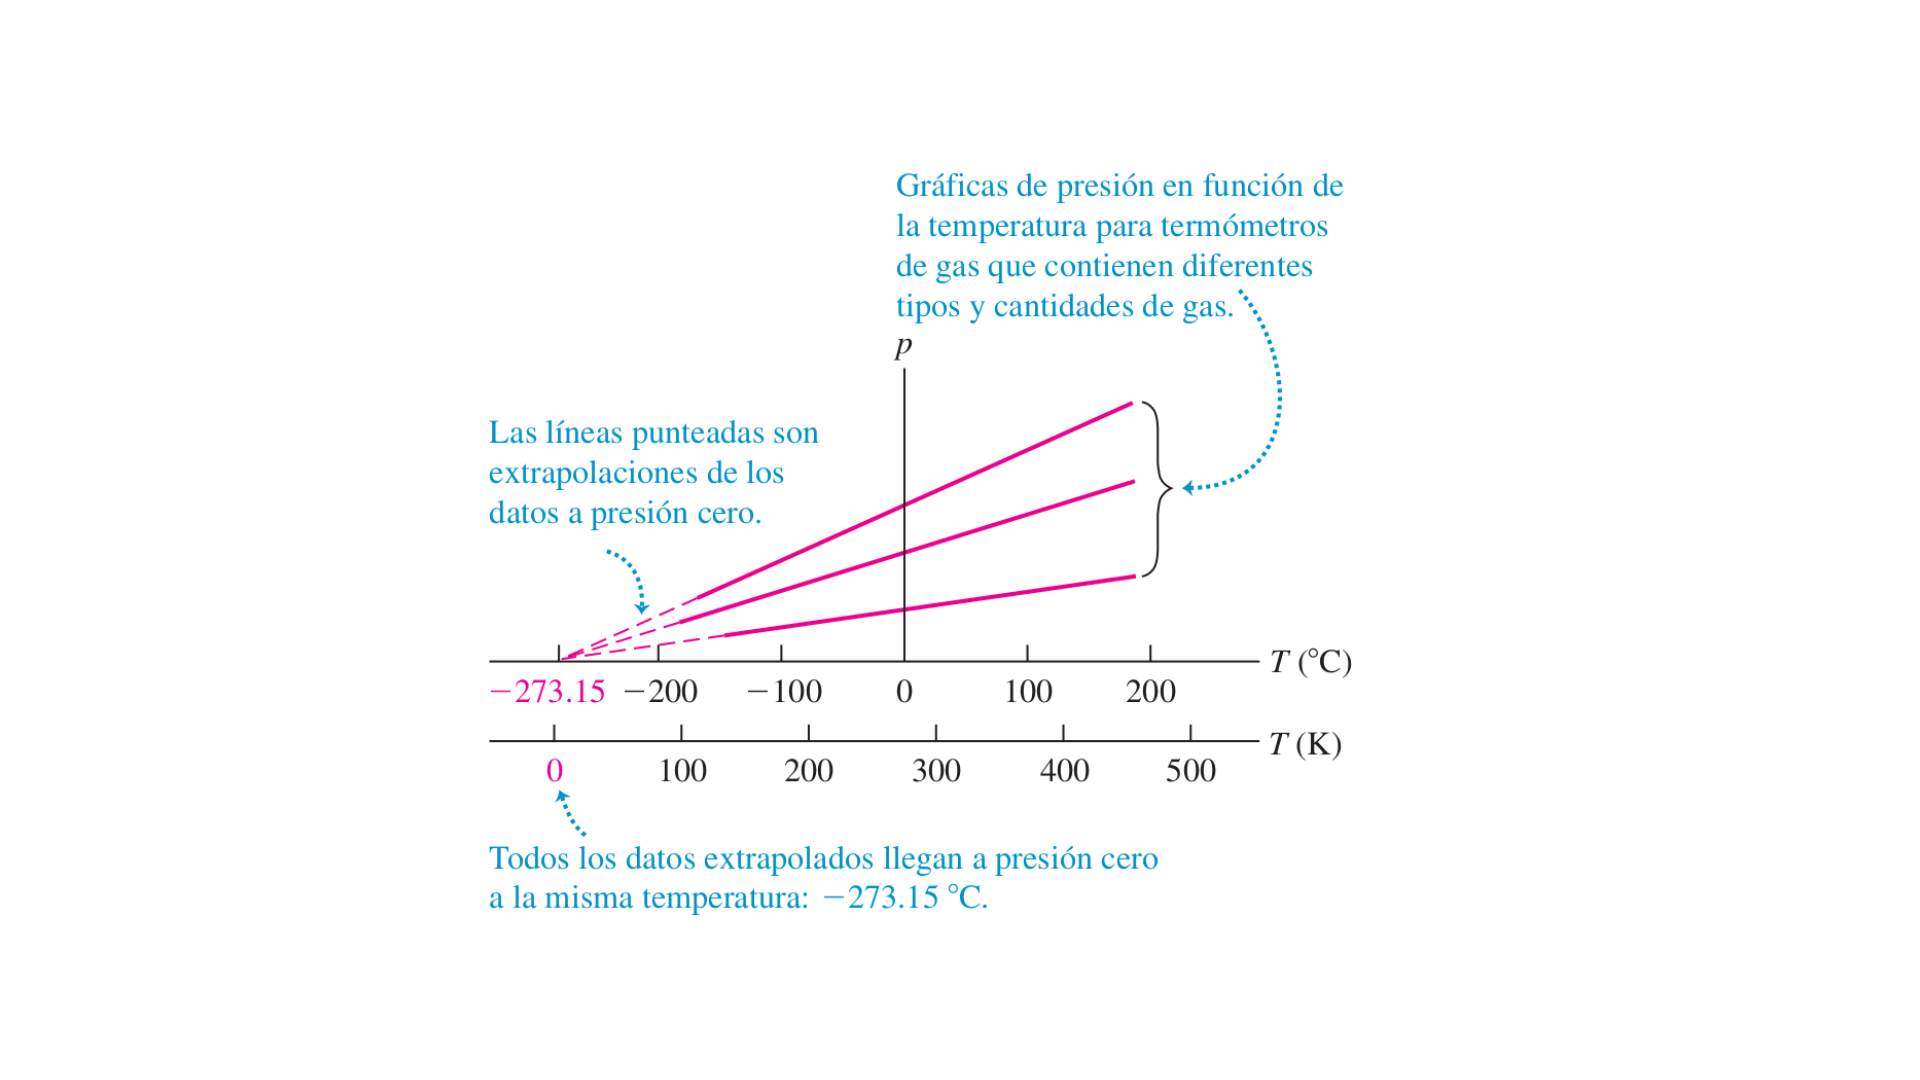 Gráficas de presión en función de
la temperatura para termómetros
de gas que contienen diferentes
tipos y cantidades de gas.
p
Las líneas punteadas son
extrapolaciones de los
datos a presión cero.
T (°C)
−273.15 −200 −100 0 100 200
T (K)
0 100 200 300 400 500
Todos los datos extrapolados llegan a presión cero
a la misma temperatura: −273.15 °C.